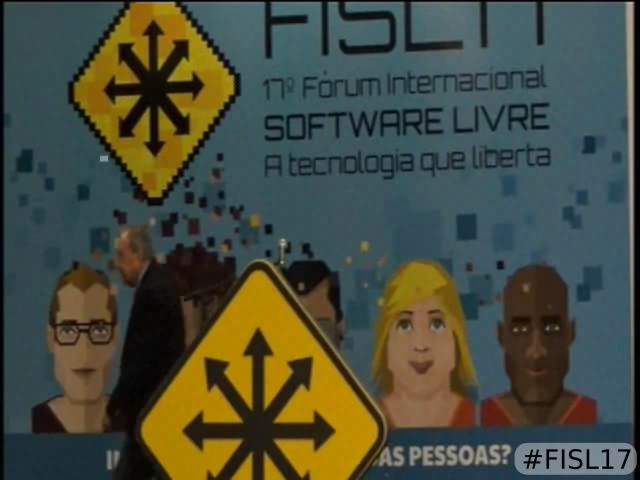 FISL17
17º Fórum Internacional
SOFTWARE LIVRE
A tecnologia que liberta
AS PESSOAS?
#FISL17